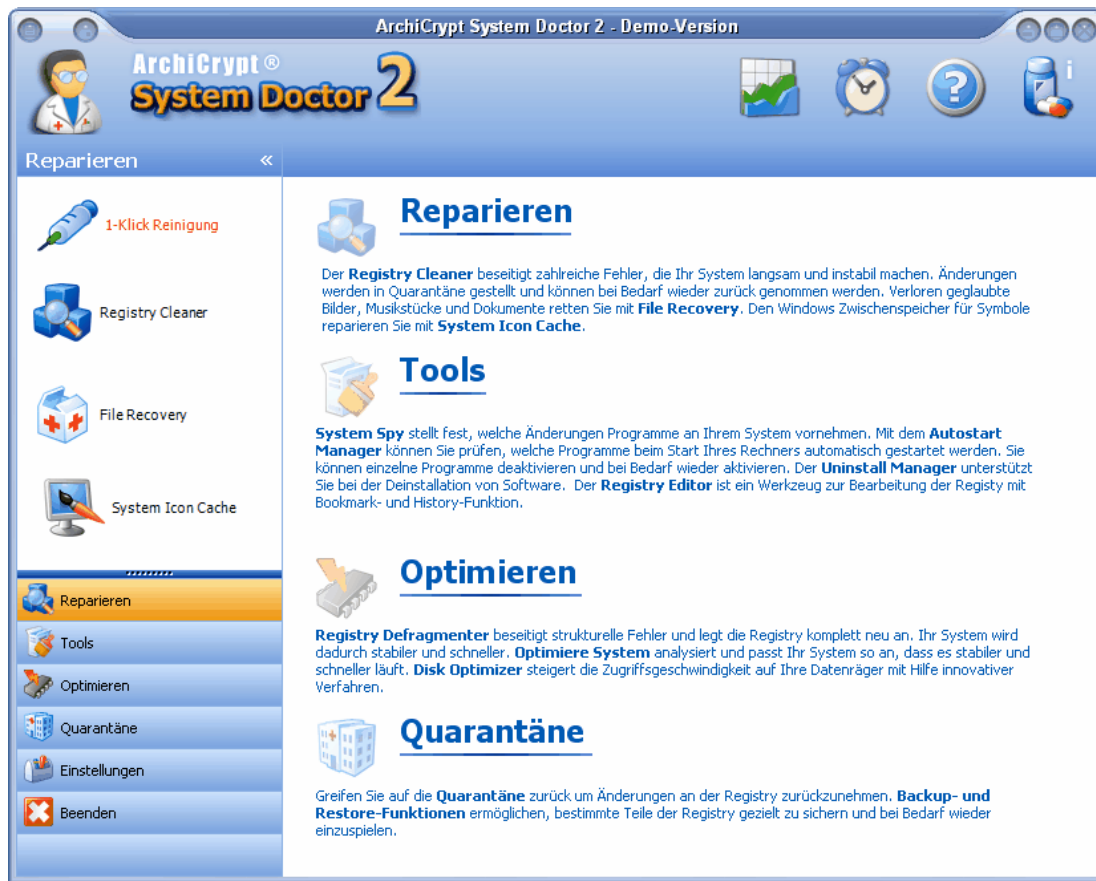 ArchiCrypt System Doctor 2 - Demo-Version
ArchiCrypt ®
System Doctor 2
i
Reparieren «
1-Klick Reinigung
Registry Cleaner
File Recovery
System Icon Cache
Reparieren
Tools
Optimieren
Quarantäne
Einstellungen
Beenden
Reparieren
Der Registry Cleaner beseitigt zahlreiche Fehler, die Ihr System langsam und instabil machen. Änderungen
werden in Quarantäne gestellt und können bei Bedarf wieder zurück genommen werden. Verloren geglaubte
Bilder, Musikstücke und Dokumente retten Sie mit File Recovery. Den Windows Zwischenspeicher für Symbole
reparieren Sie mit System Icon Cache.
Tools
System Spy stellt fest, welche Änderungen Programme an Ihrem System vornehmen. Mit dem Autostart
Manager können Sie prüfen, welche Programme beim Start Ihres Rechners automatisch gestartet werden. Sie
können einzelne Programme deaktivieren und bei Bedarf wieder aktivieren. Der Uninstall Manager unterstützt
Sie bei der Deinstallation von Software. Der Registry Editor ist ein Werkzeug zur Bearbeitung der Registy mit
Bookmark- und History-Funktion.
Optimieren
Registry Defragmenter beseitigt strukturelle Fehler und legt die Registry komplett neu an. Ihr System wird
dadurch stabiler und schneller. Optimiere System analysiert und passt Ihr System so an, dass es stabiler und
schneller läuft. Disk Optimizer steigert die Zugriffsgeschwindigkeit auf Ihre Datenräger mit Hilfe innovativer
Verfahren.
Quarantäne
Greifen Sie auf die Quarantäne zurück um Änderungen an der Registry zurückzunehmen. Backup- und
Restore-Funktionen ermöglichen, bestimmte Teile der Registry gezielt zu sichern und bei Bedarf wieder
einzuspielen.